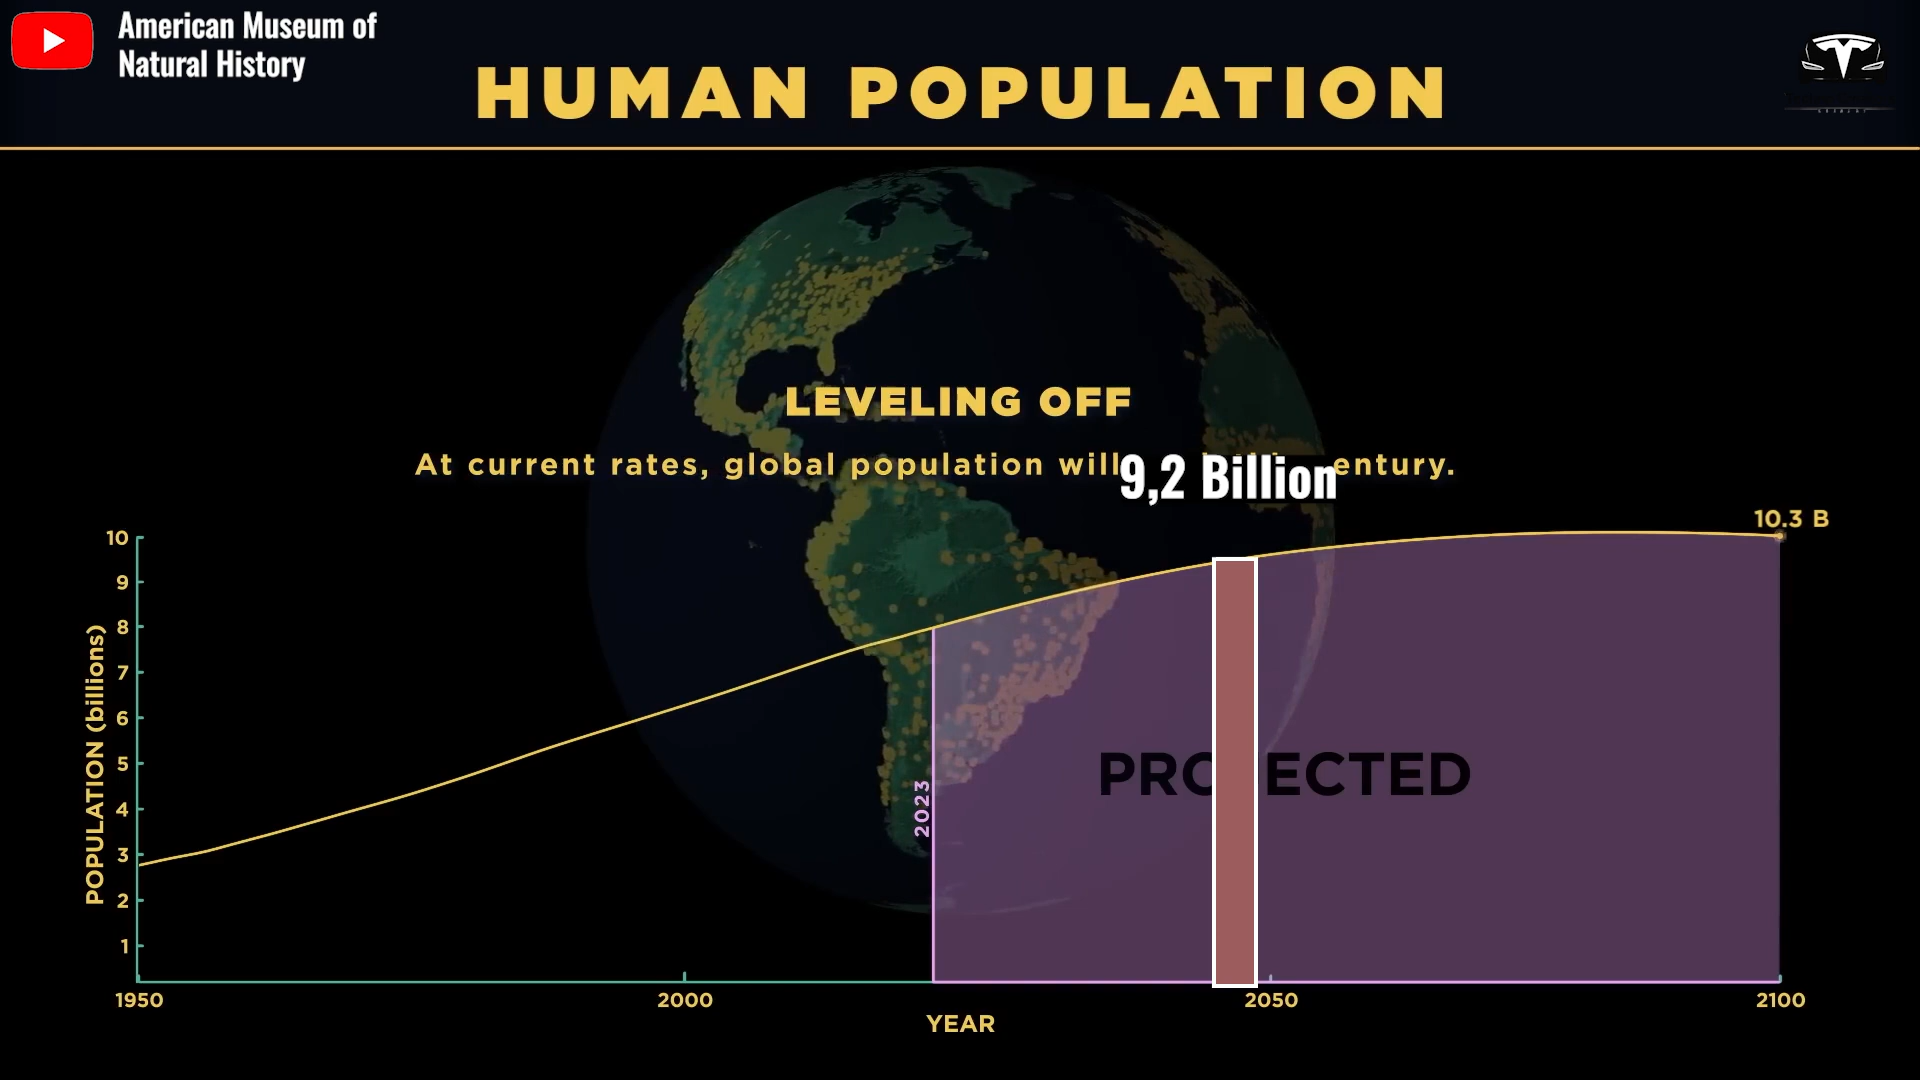 American Museum of
Natural History
HUMAN POPULATION
LEVELING OFF
At current rates, global population will entury.
9,2 Billion
10.3 B
10
9
8
7
6
5
4
3
2
1
POPULATION (billions)
2023
PRO ECTED
1950
2000
2050
2100
YEAR